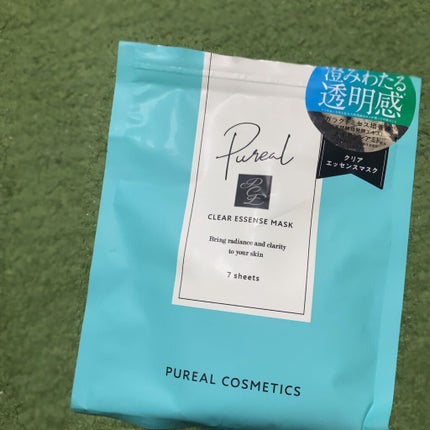 澄みわたる
透明感
クリア
エッセンスマスク
Pureal
CLEAR ESSENSE MASK
Bring radiance and clarity
to your skin
7 sheets
PUREAL COSMETICS